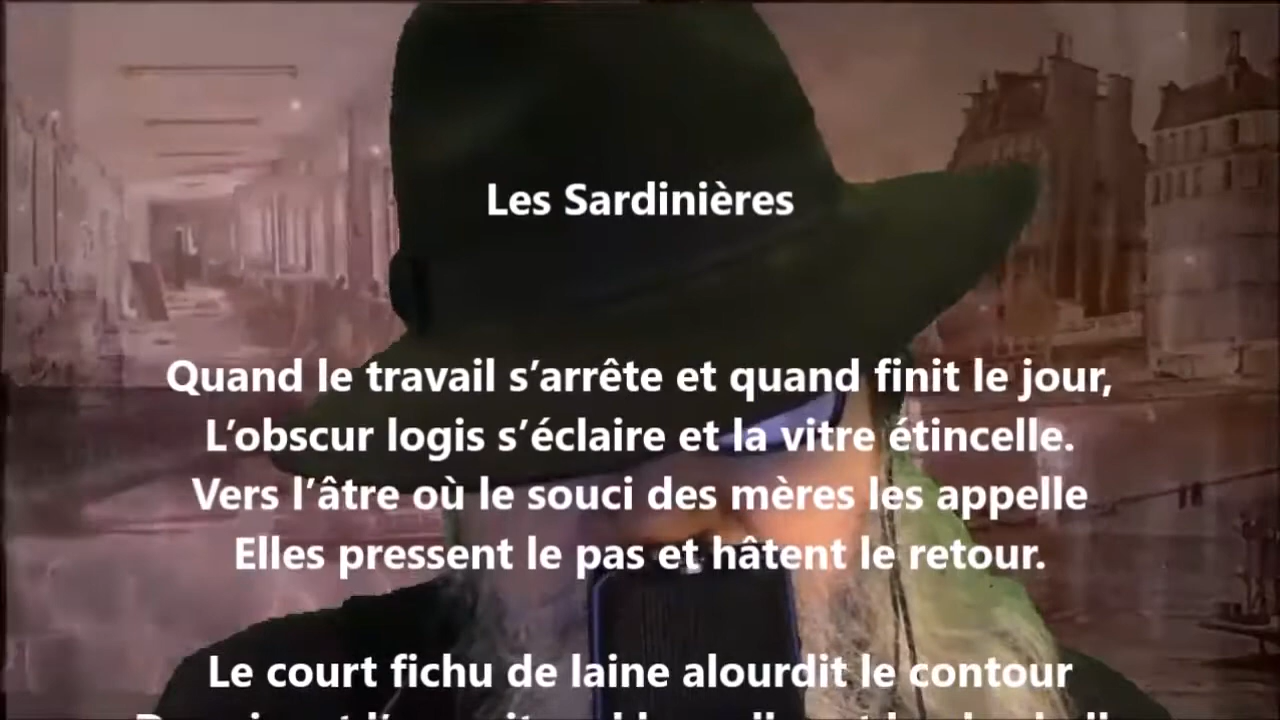 Les Sardinières
Quand le travail s’arrête et quand finit le jour,
L’obscur logis s’éclaire et la vitre étincelle.
Vers l’âtre où le souci des mères les appelle
Elles pressent le pas et hâtent le retour.
Le court fichu de laine alourdit le contour